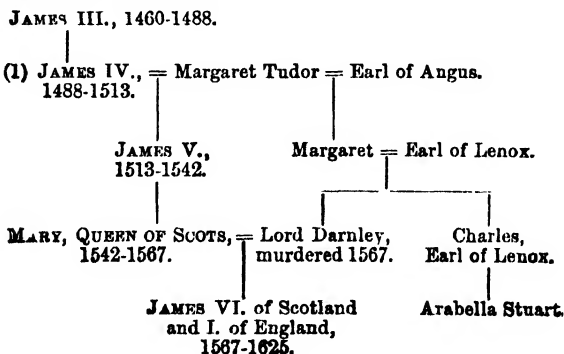 JAMES III., 1460-1488.
(1) JAMES IV., = Margaret Tudor = Earl of Angus.
1488-1513.
JAMES V., Margaret = Earl of Lenox.
1513-1542.
MARY, QUEEN OF SCOTS, = Lord Darnley, Charles,
1542-1567. murdered 1567. Earl of Lenox.
JAMES VI. of Scotland Arabella Stuart.
and I. of England,
1567-1625.